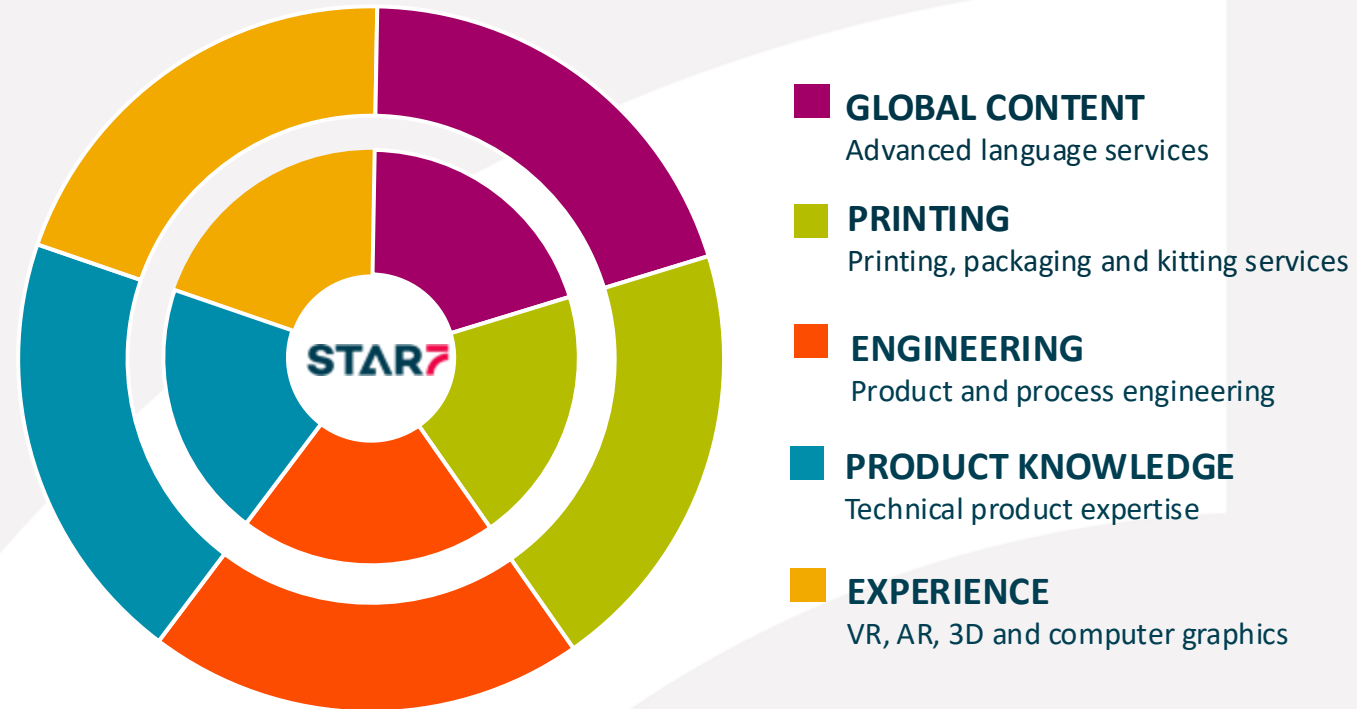 STAR7
GLOBAL CONTENT
Advanced language services
PRINTING
Printing, packaging and kitting services
ENGINEERING
Product and process engineering
PRODUCT KNOWLEDGE
Technical product expertise
EXPERIENCE
VR, AR, 3D and computer graphics